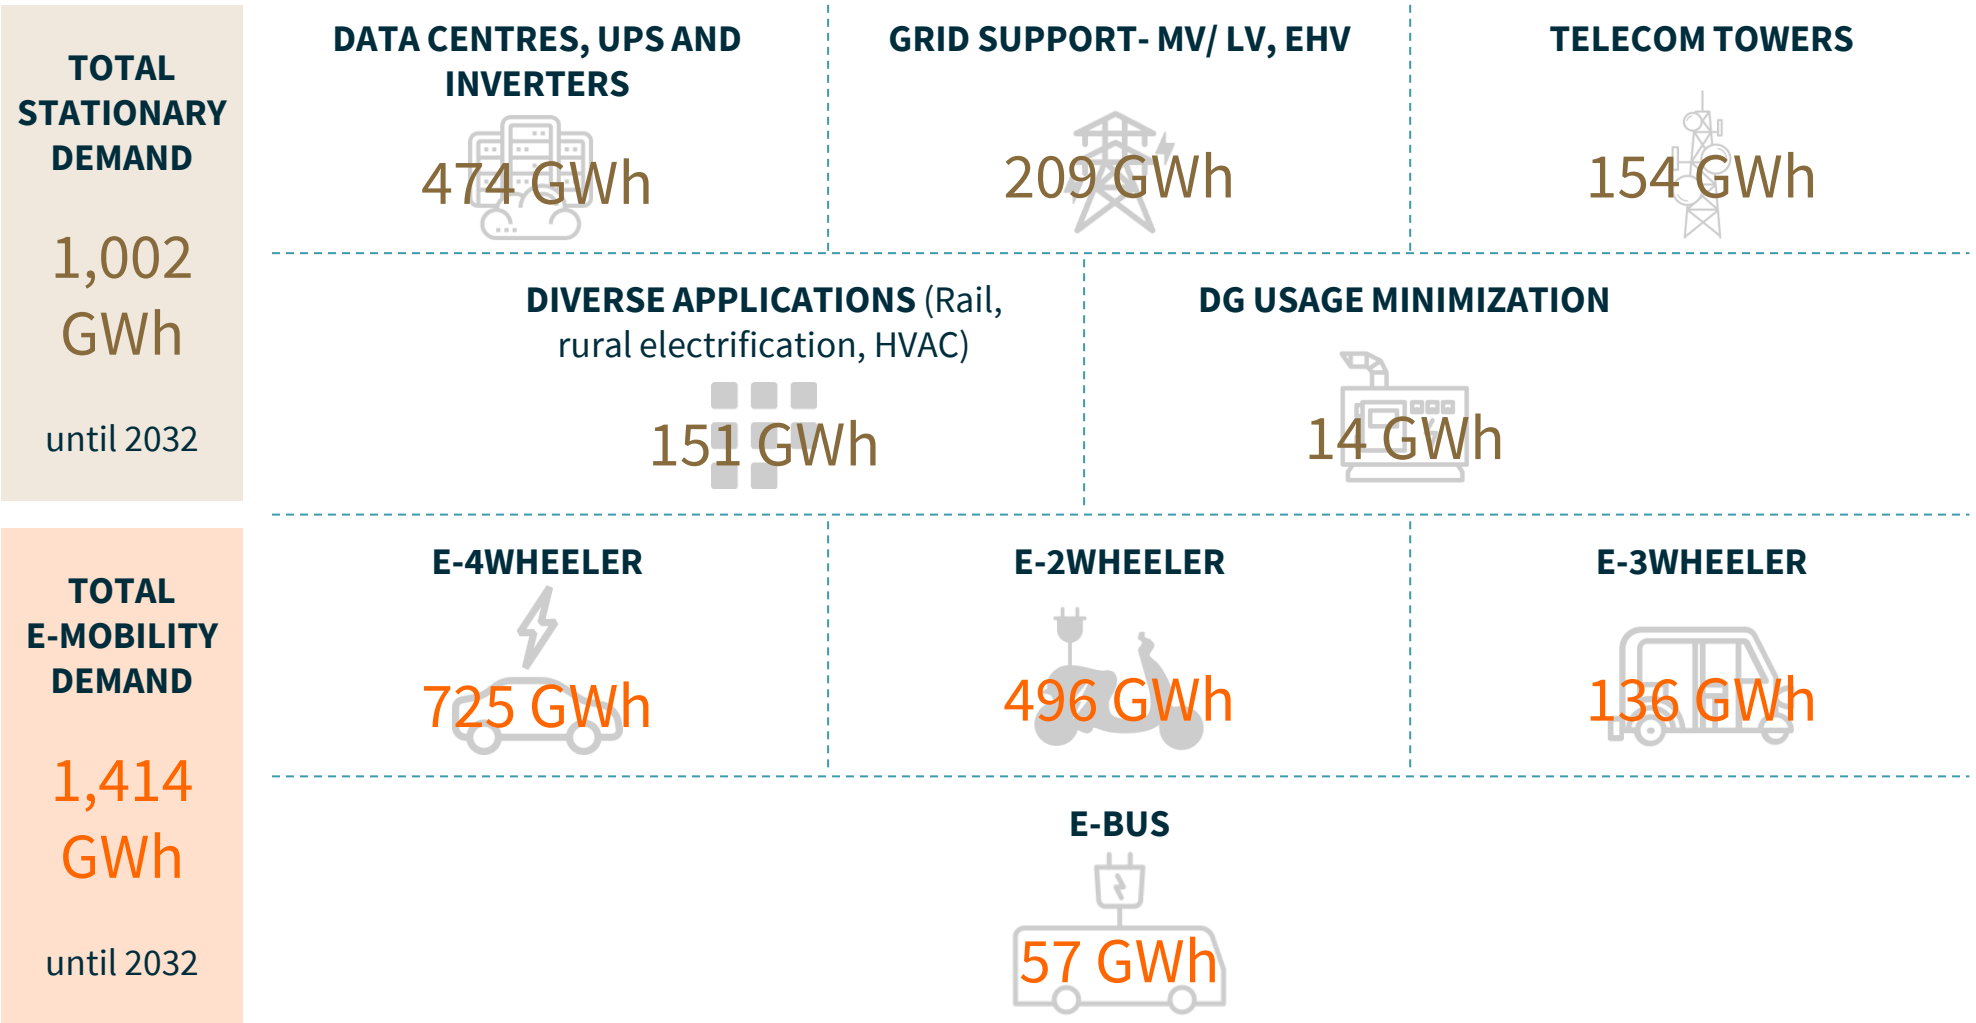 TOTAL
STATIONARY
DEMAND
1,002
GWh
until 2032
DATA CENTRES, UPS AND
INVERTERS
474 GWh
GRID SUPPORT- MV/ LV, EHV
209 GWh
TELECOM TOWERS
154 GWh
DIVERSE APPLICATIONS (Rail,
rural electrification, HVAC)
151 GWh
DG USAGE MINIMIZATION
14 GWh
TOTAL
E-MOBILITY
DEMAND
1,414
GWh
until 2032
E-4WHEELER
725 GWh
E-2WHEELER
496 GWh
E-3WHEELER
136 GWh
E-BUS
57 GWh